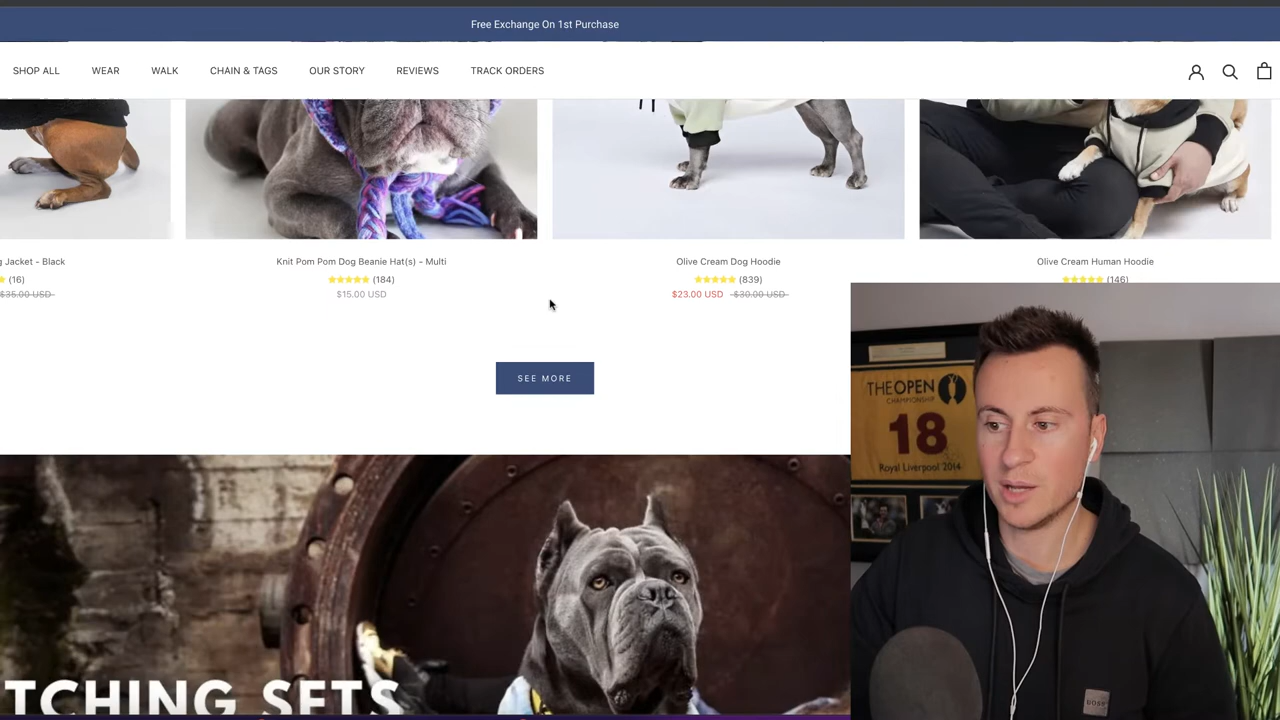 Free Exchange On 1st Purchase
SHOP ALL WEAR WALK CHAIN & TAGS OUR STORY REVIEWS TRACK ORDERS
g Jacket - Black
(16)
$35.00 USD
Knit Pom Pom Dog Beanie Hat(s) - Multi
(184)
$15.00 USD
Olive Cream Dog Hoodie
(839)
$23.00 USD $30.00 USD
Olive Cream Human Hoodie
(146)
SEE MORE
TCHING SETS
THE OPEN
CHAMPIONSHIP
18
Royal Liverpool 2014
BOSS